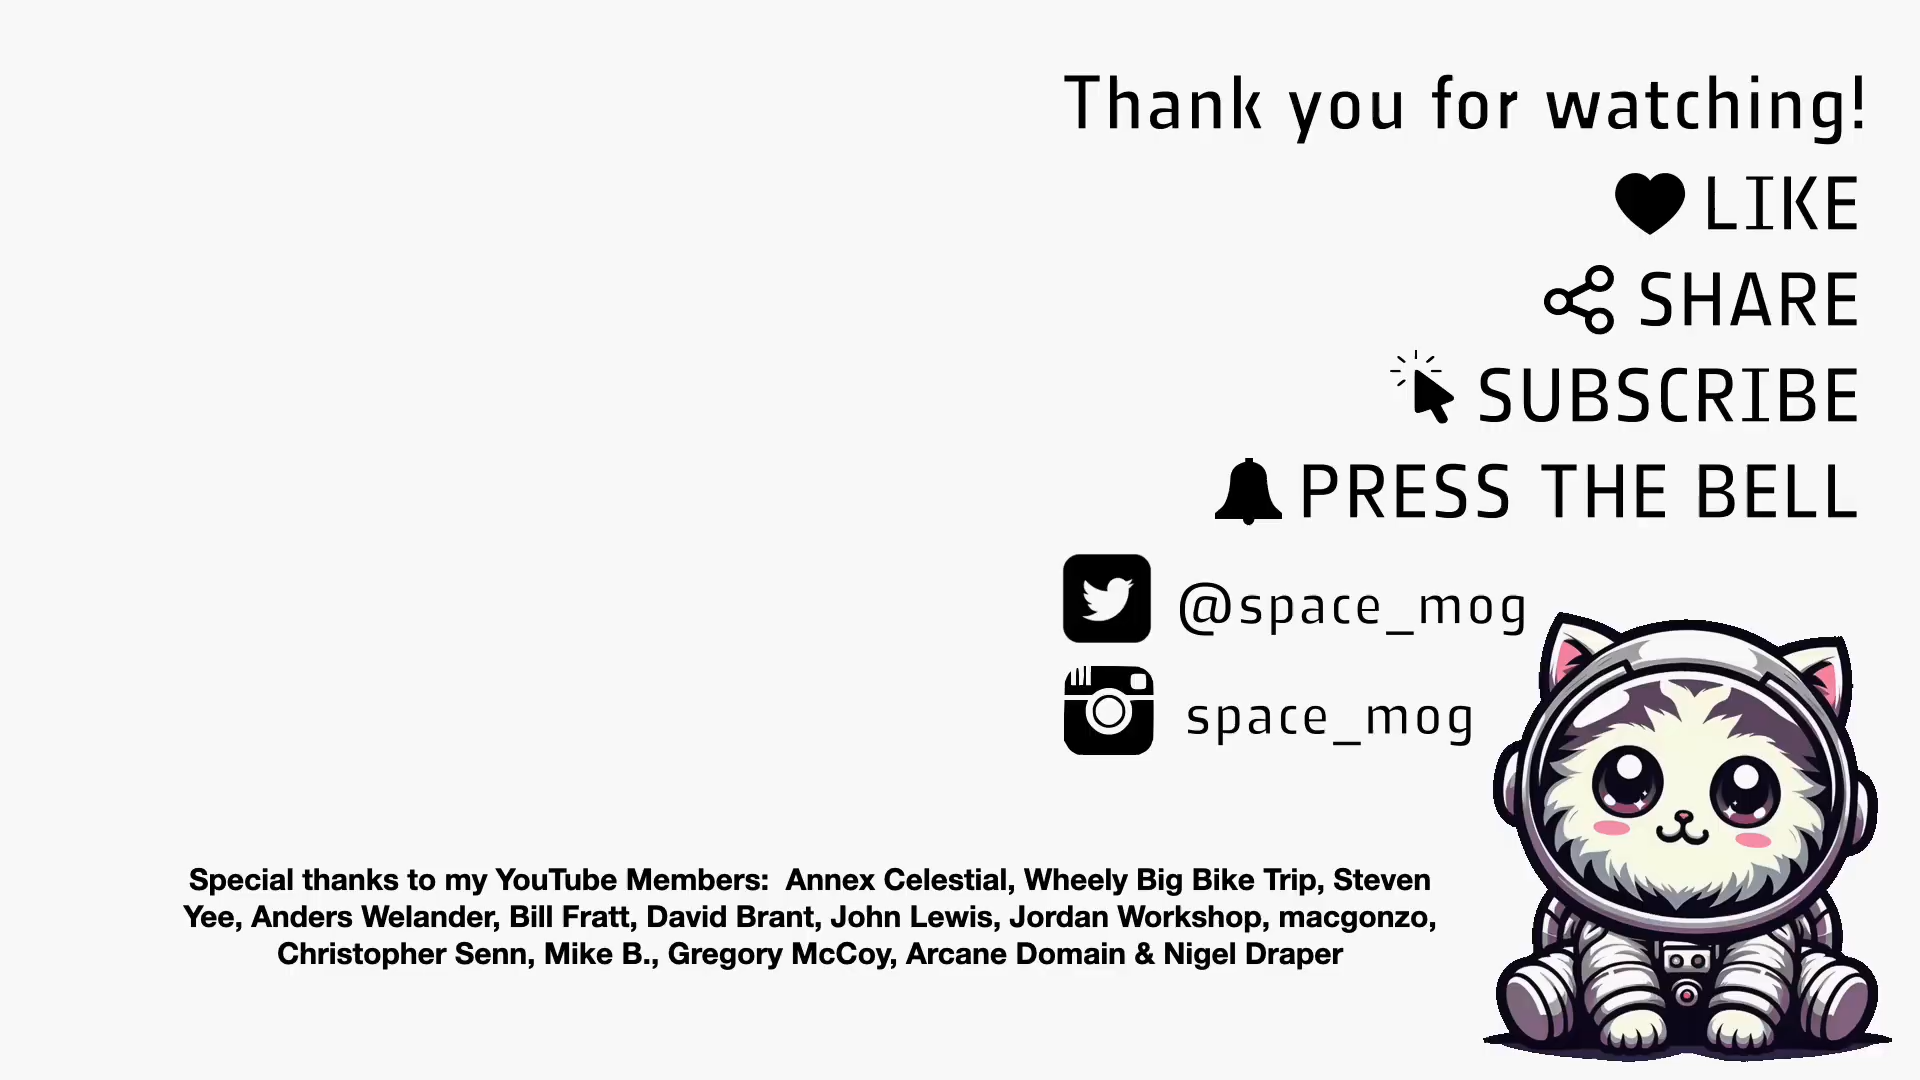 Thank you for watching!
LIKE
SHARE
SUBSCRIBE
PRESS THE BELL
@space_mog
space_mog
Special thanks to my YouTube Members:  Annex Celestial, Wheely Big Bike Trip, Steven
Yee, Anders Welander, Bill Fratt, David Brant, John Lewis, Jordan Workshop, macgonzo,
Christopher Senn, Mike B., Gregory McCoy, Arcane Domain & Nigel Draper